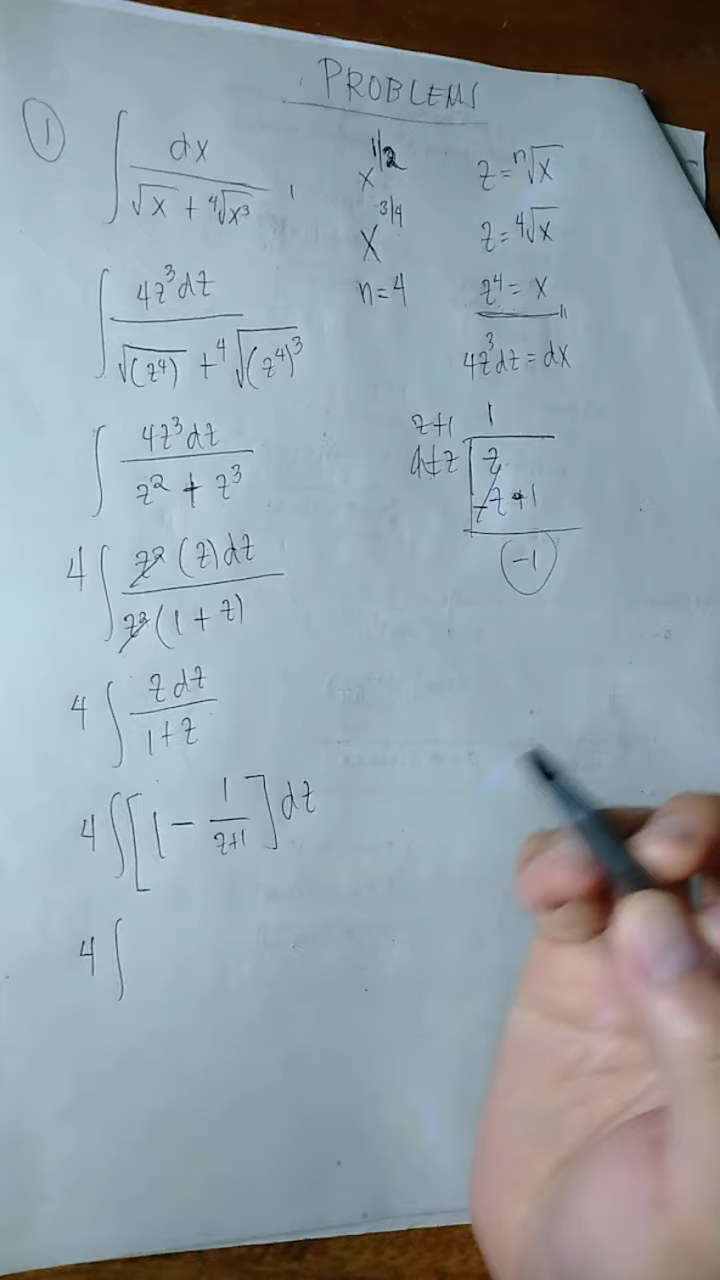 PROBLEMS
① ∫ dx / (√x + ⁴√x³) ,
x^1/2
z = ⁿ√x
x^3/4
z = ⁴√x
n = 4
z⁴ = x
4z³dz = dx
∫ 4z³dz / (√(z⁴) + ⁴√(z⁴)³)
∫ 4z³dz / (z² + z³)
z+1
1
z
z +1
-1
4 ∫ z² (z) dz / z² (1 + z)
4 ∫ z dz / (1+z)
4 ∫ [1 - 1/(z+1)] dz
4 ∫